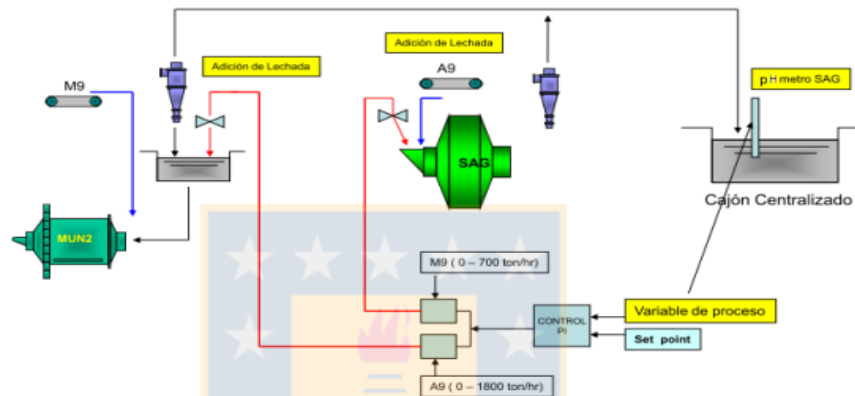 Adición de Lechada
A9
pH metro SAG
Adición de Lechada
M9
SAG
Cajón Centralizado
MUN2
M9 ( 0 – 700 ton/hr)
CONTROL
PI
Variable de proceso
Set point
A9 ( 0 – 1800 ton/hr)